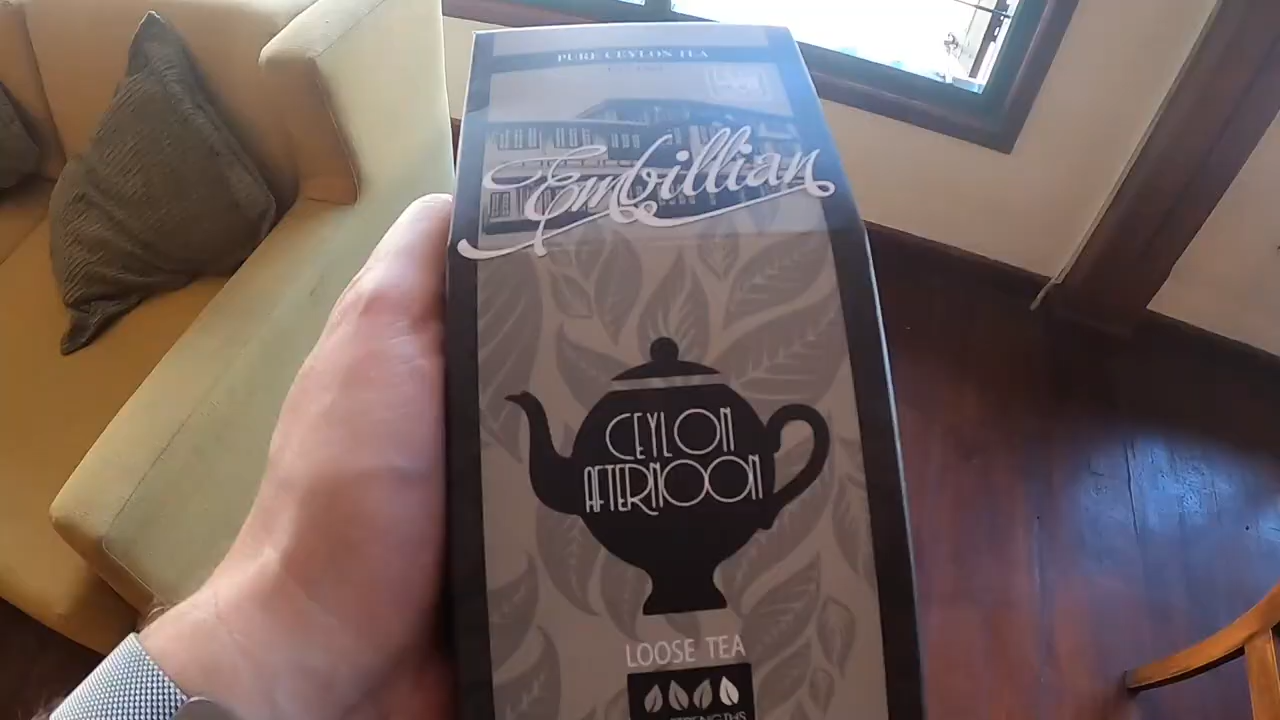 PURE CEYLON TEA
Embillian
CEYLON
AFTERNOON
LOOSE TEA